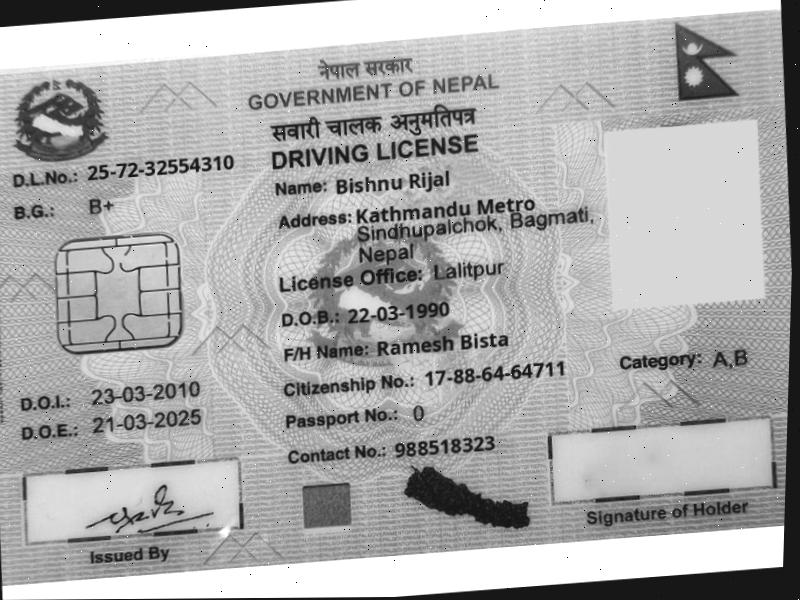 नेपाल सरकार
GOVERNMENT OF NEPAL
सवारी चालक अनुमतिपत्र
DRIVING LICENSE
D.L.No.: 25-72-32554310
B.G.: B+
Name: Bishnu Rijal
Address: Kathmandu Metro
Sindhupalchok, Bagmati,
Nepal
License Office: Lalitpur
D.O.B.: 22-03-1990
F/H Name: Ramesh Bista
Citizenship No.: 17-88-64-64711
Category: A,B
D.O.I.: 23-03-2010
D.O.E.: 21-03-2025
Passport No.: 0
Contact No.: 988518323
Issued By
Signature of Holder